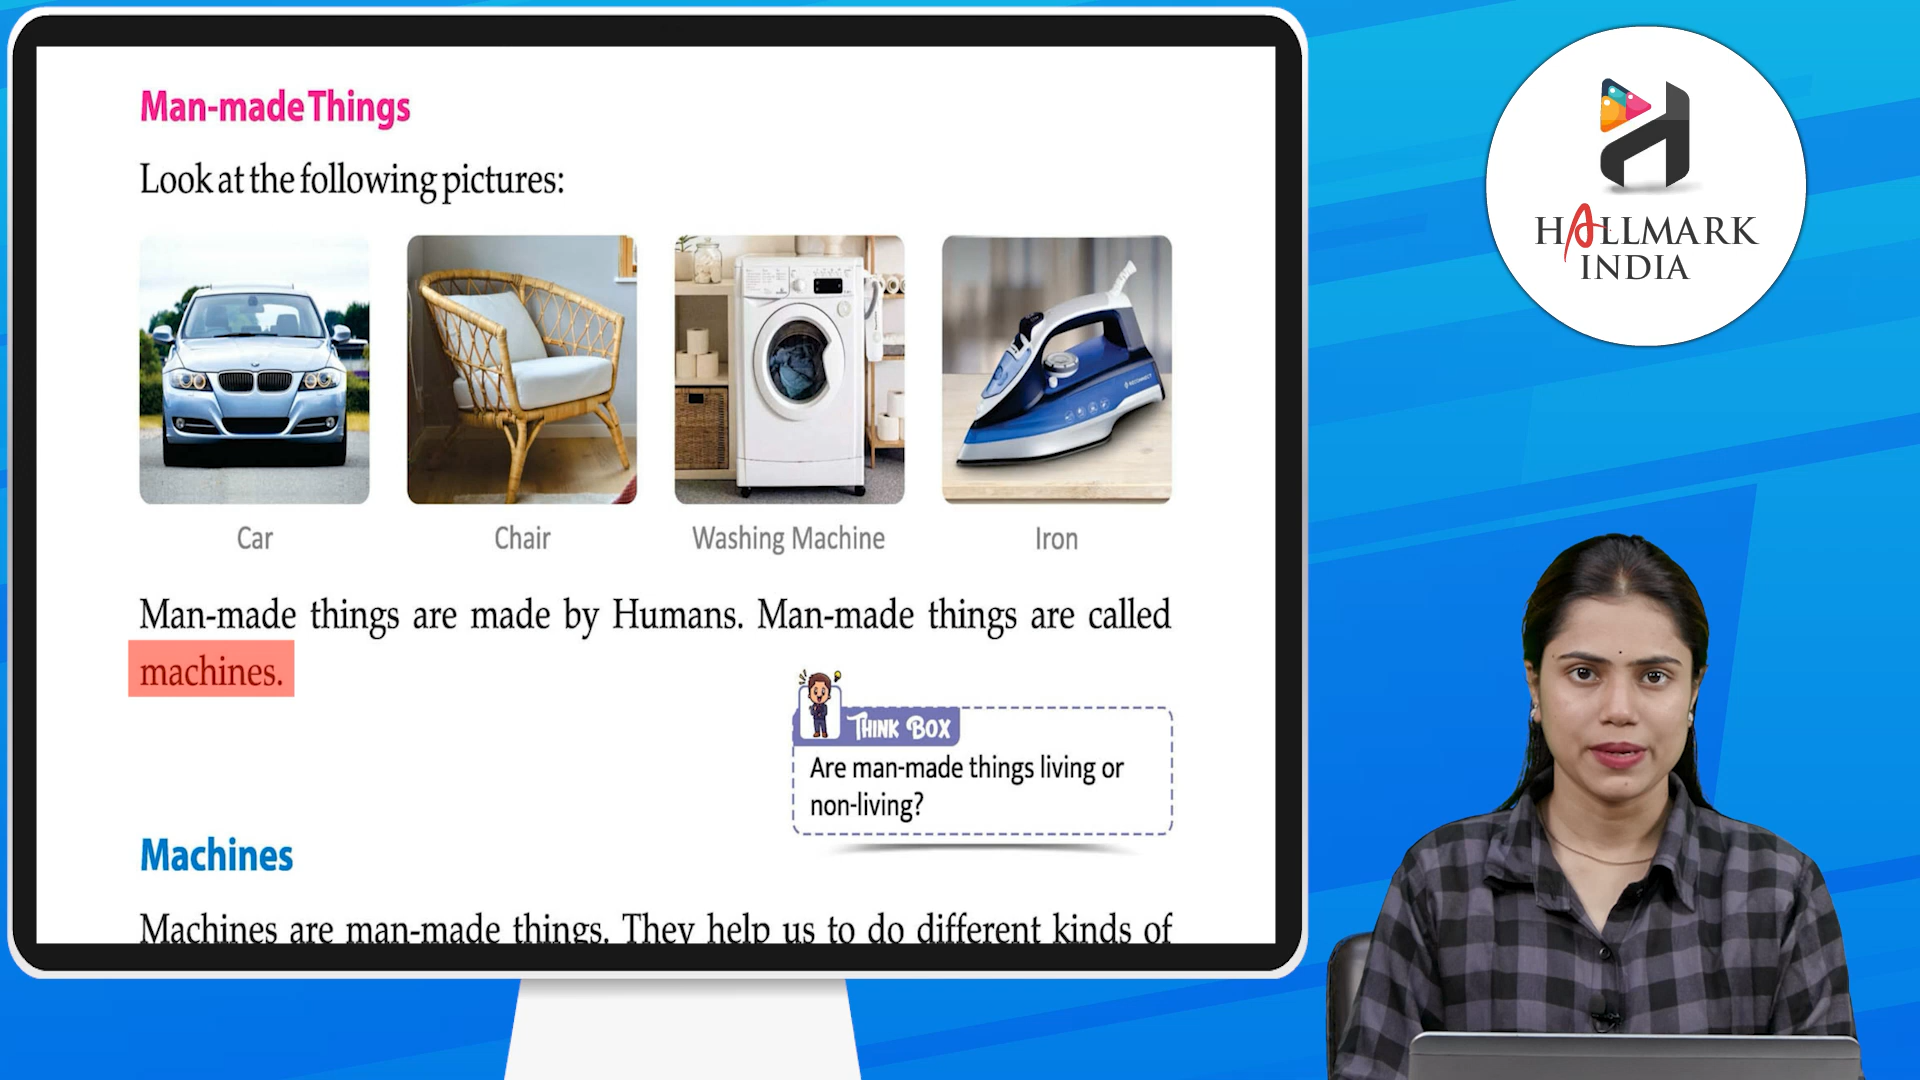 Man-made Things
Look at the following pictures:
Car
Chair
Washing Machine
Iron
Man-made things are made by Humans. Man-made things are called
machines.
THINK BOX
Are man-made things living or
non-living?
Machines
Machines are man-made things. They help us to do different kinds of
HALLMARK
INDIA